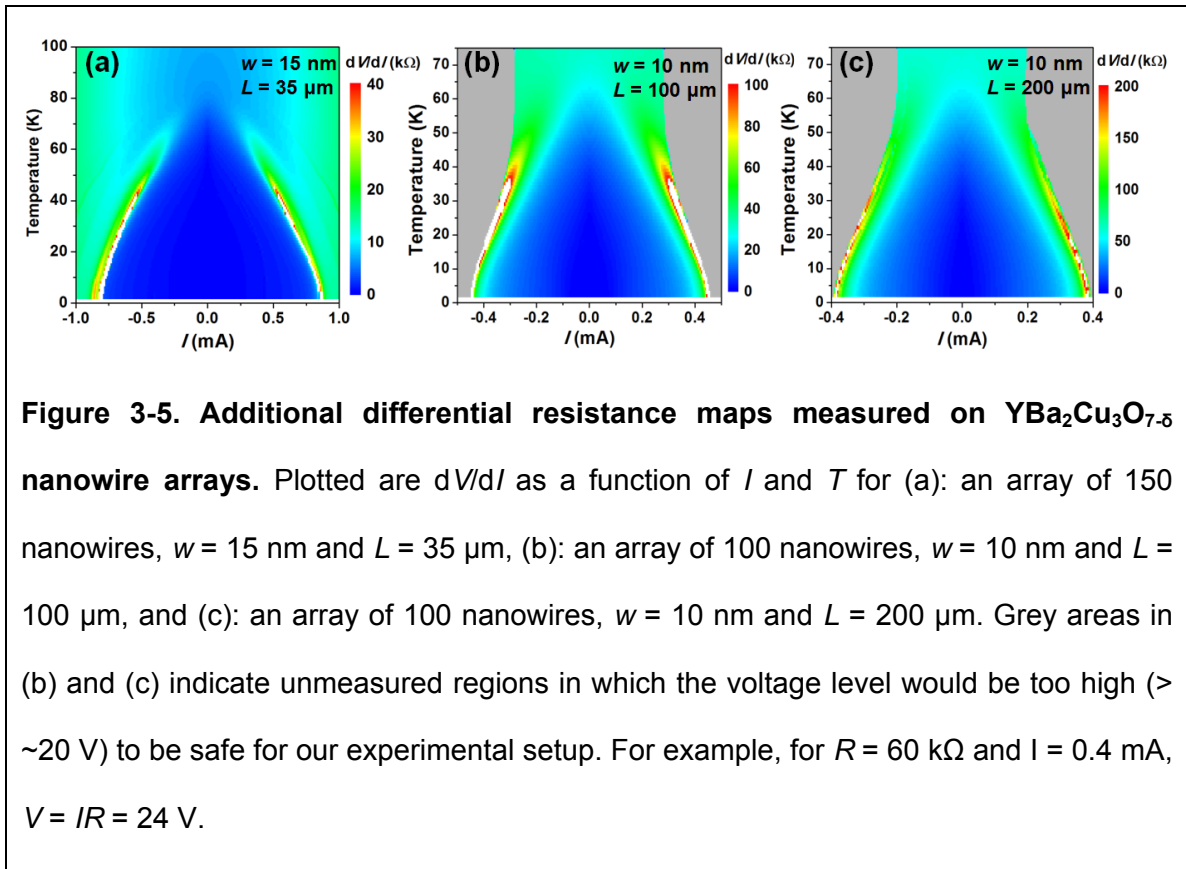 (a) w = 15 nm L = 35 µm dV/dI (kΩ)
100
80
60
40
20
0
Temperature (K)
-1.0 -0.5 0.0 0.5 1.0
I (mA)
40
30
20
10
0
(b) w = 10 nm L = 100 µm dV/dI (kΩ)
70
60
50
40
30
20
10
0
Temperature (K)
-0.4 -0.2 0.0 0.2 0.4
I (mA)
100
80
60
40
20
0
(c) w = 10 nm L = 200 µm dV/dI (kΩ)
70
60
50
40
30
20
10
0
Temperature (K)
-0.4 -0.2 0.0 0.2 0.4
I (mA)
200
150
100
50
0
Figure 3-5. Additional differential resistance maps measured on YBa₂Cu₃O₇₋δ
nanowire arrays. Plotted are dV/dI as a function of I and T for (a): an array of 150
nanowires, w = 15 nm and L = 35 µm, (b): an array of 100 nanowires, w = 10 nm and L =
100 µm, and (c): an array of 100 nanowires, w = 10 nm and L = 200 µm. Grey areas in
(b) and (c) indicate unmeasured regions in which the voltage level would be too high (>
~20 V) to be safe for our experimental setup. For example, for R = 60 kΩ and I = 0.4 mA,
V = IR = 24 V.